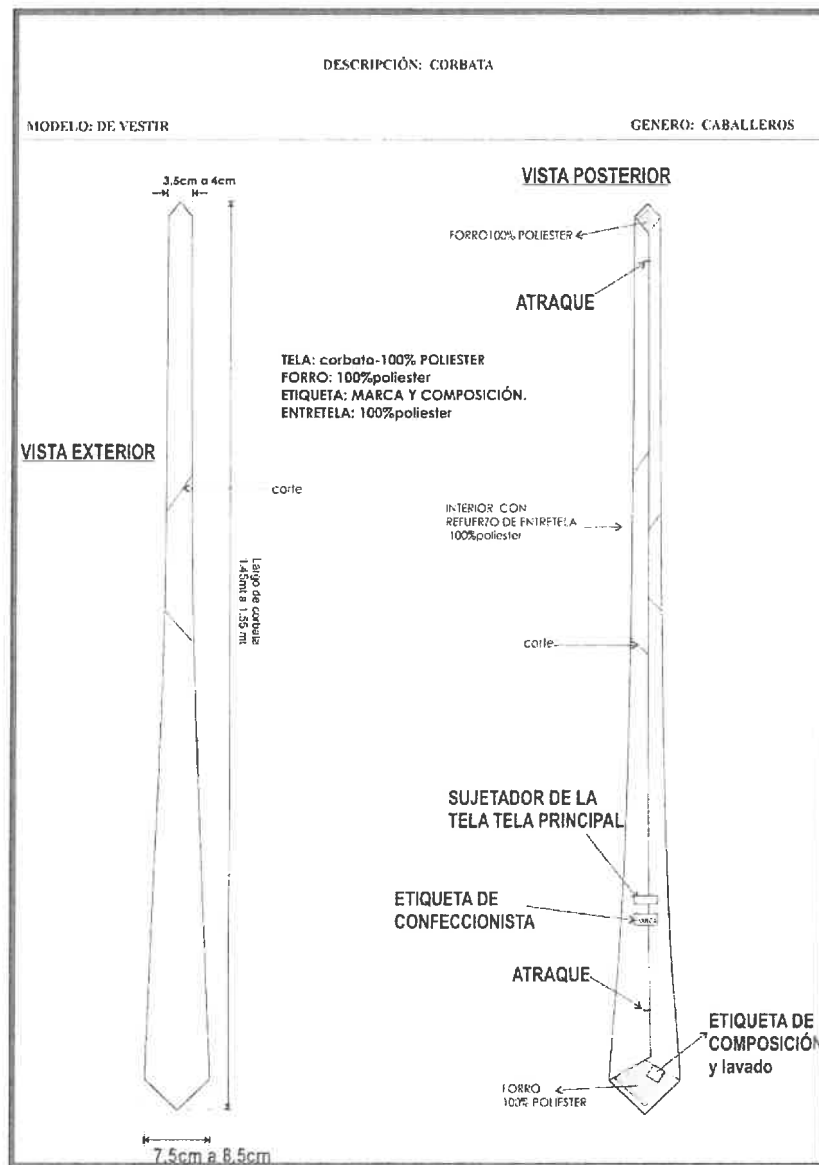 DESCRIPCIÓN: CORBATA
MODELO: DE VESTIR
GENERO: CABALLEROS
3.5cm a 4cm
VISTA POSTERIOR
FORRO100% POLIESTER
ATRAQUE
TELA: corbata-100% POLIESTER
FORRO: 100%poliester
ETIQUETA: MARCA Y COMPOSICIÓN.
ENTRETELA: 100%poliester
VISTA EXTERIOR
corte
INTERIOR CON
REFUERZO DE ENTRETELA
100%poliester
Largo de corbata
1.45mt a 1.55 mt
corte
SUJETADOR DE LA
TELA TELA PRINCIPAL
ETIQUETA DE
CONFECCIONISTA
MARCA
ATRAQUE
ETIQUETA DE
COMPOSICIÓN
y lavado
FORRO
100% POLIESTER
7.5cm a 8.5cm